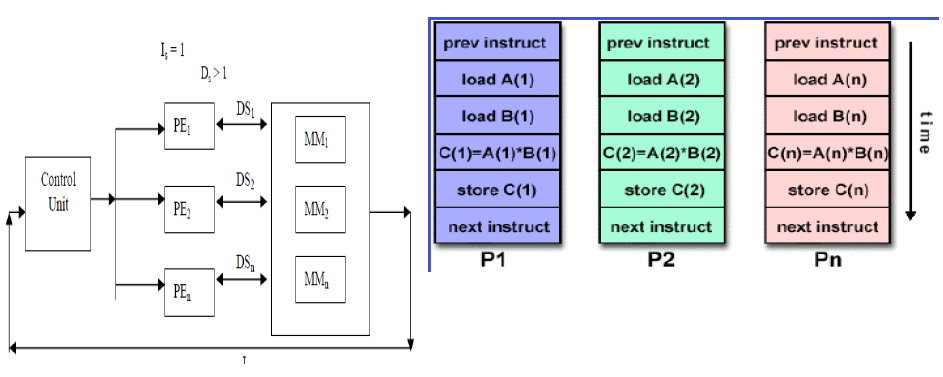 I₅ = 1
Dₛ > 1
Control
Unit
PE₁
PE₂
PEₙ
DS₁
DS₂
DSₙ
MM₁
MM₂
MMₙ
prev instruct
load A(1)
load B(1)
C(1)=A(1)*B(1)
store C(1)
next instruct
P1
prev instruct
load A(2)
load B(2)
C(2)=A(2)*B(2)
store C(2)
next instruct
P2
prev instruct
load A(n)
load B(n)
C(n)=A(n)*B(n)
store C(n)
next instruct
Pn
time